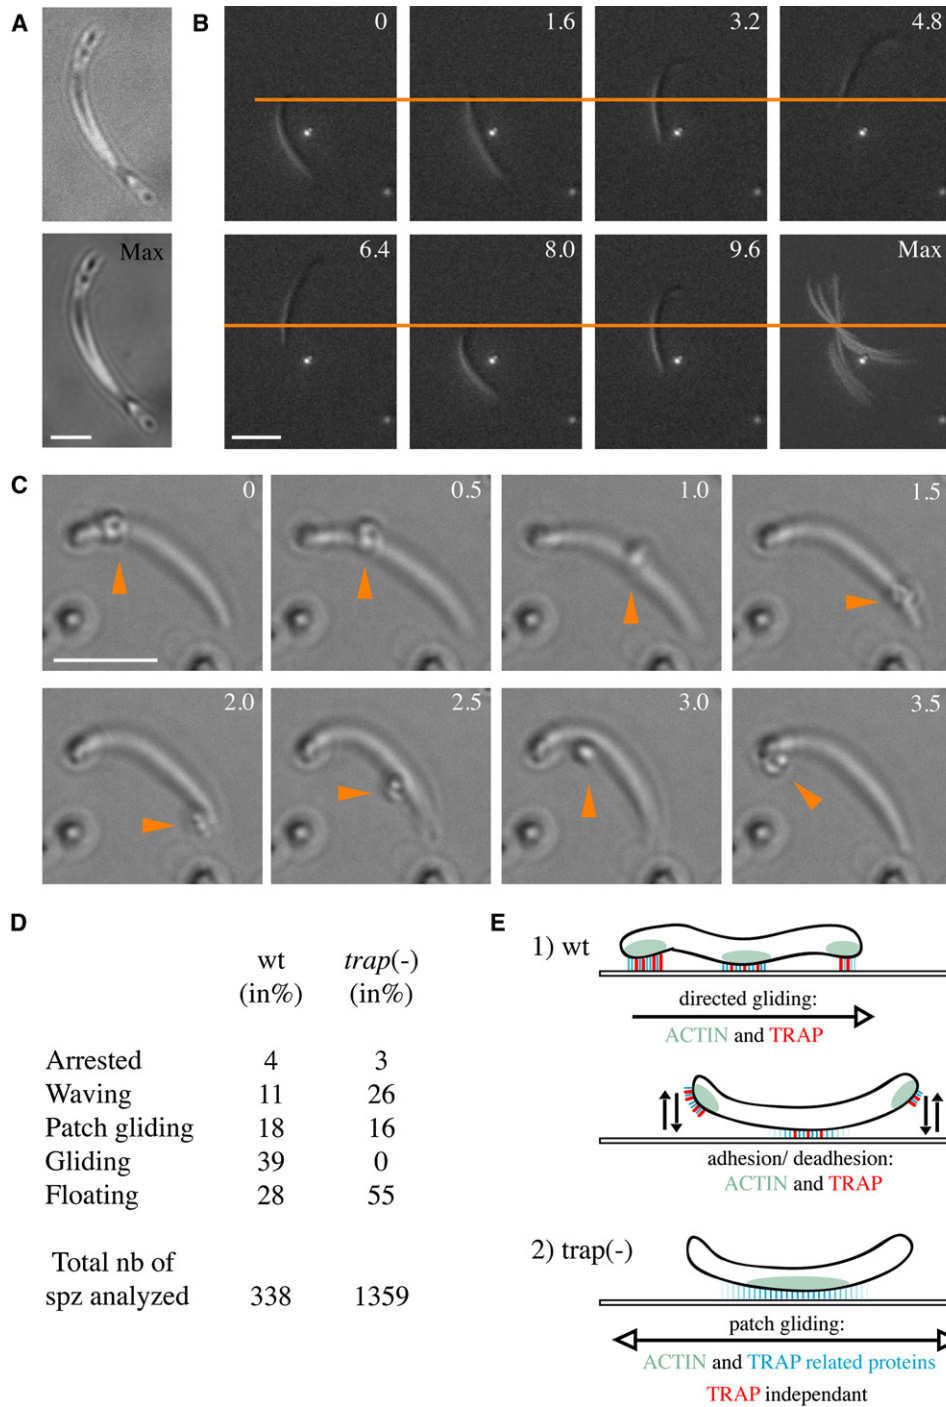 A
Max
B
0
1.6
3.2
4.8
6.4
8.0
9.6
Max
C
0
0.5
1.0
1.5
2.0
2.5
3.0
3.5
D
wt trap(-)
(in%) (in%)
Arrested 4 3
Waving 11 26
Patch gliding 18 16
Gliding 39 0
Floating 28 55
Total nb of
spz analyzed 338 1359
E
1) wt
directed gliding:
ACTIN and TRAP
adhesion/ deadhesion:
ACTIN and TRAP
2) trap(-)
patch gliding:
ACTIN and TRAP related proteins
TRAP independant